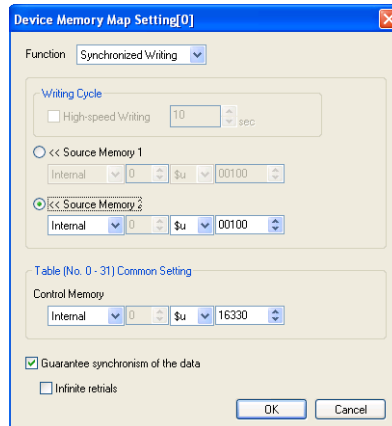 Device Memory Map Setting[0]
Function Synchronized Writing
Writing Cycle
High-speed Writing 10 sec
<< Source Memory 1
Internal 0 $u 00100
<< Source Memory 2
Internal 0 $u 00100
Table (No. 0 - 31) Common Setting
Control Memory
Internal 0 $u 16330
Guarantee synchronism of the data
Infinite retrials
OK Cancel